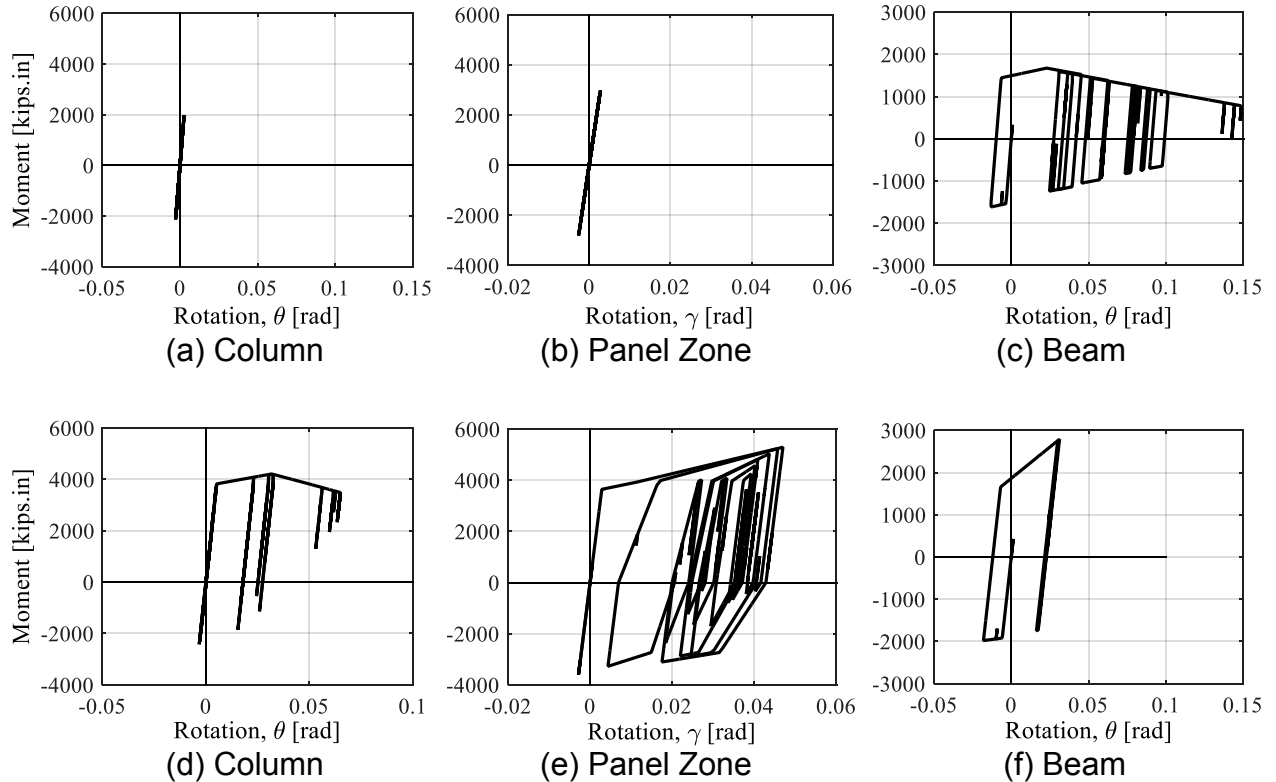 6000
4000
2000
0
-2000
-4000
Moment [kips.in]
-0.05 0 0.05 0.1 0.15
Rotation, θ [rad]
(a) Column
6000
4000
2000
0
-2000
-4000
-0.02 0 0.02 0.04 0.06
Rotation, γ [rad]
(b) Panel Zone
3000
2000
1000
0
-1000
-2000
-3000
-0.05 0 0.05 0.1 0.15
Rotation, θ [rad]
(c) Beam
6000
4000
2000
0
-2000
-4000
Moment [kips.in]
-0.05 0 0.05 0.1
Rotation, θ [rad]
(d) Column
6000
4000
2000
0
-2000
-4000
-0.02 0 0.02 0.04 0.06
Rotation, γ [rad]
(e) Panel Zone
3000
2000
1000
0
-1000
-2000
-3000
-0.05 0 0.05 0.1 0.15
Rotation, θ [rad]
(f) Beam